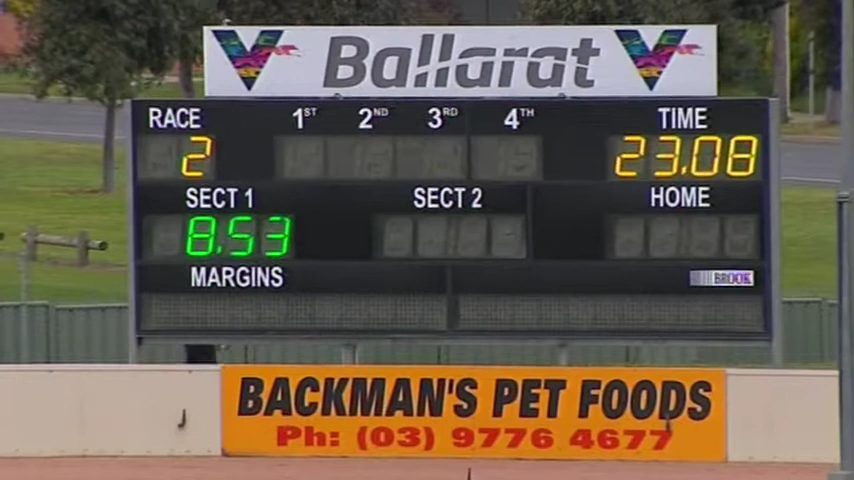 Ballarat
RACE 1ST 2ND 3RD 4TH TIME
2 23.08
SECT 1 SECT 2 HOME
8.53
MARGINS BROOK
BACKMAN'S PET FOODS
Ph: (03) 9776 4677